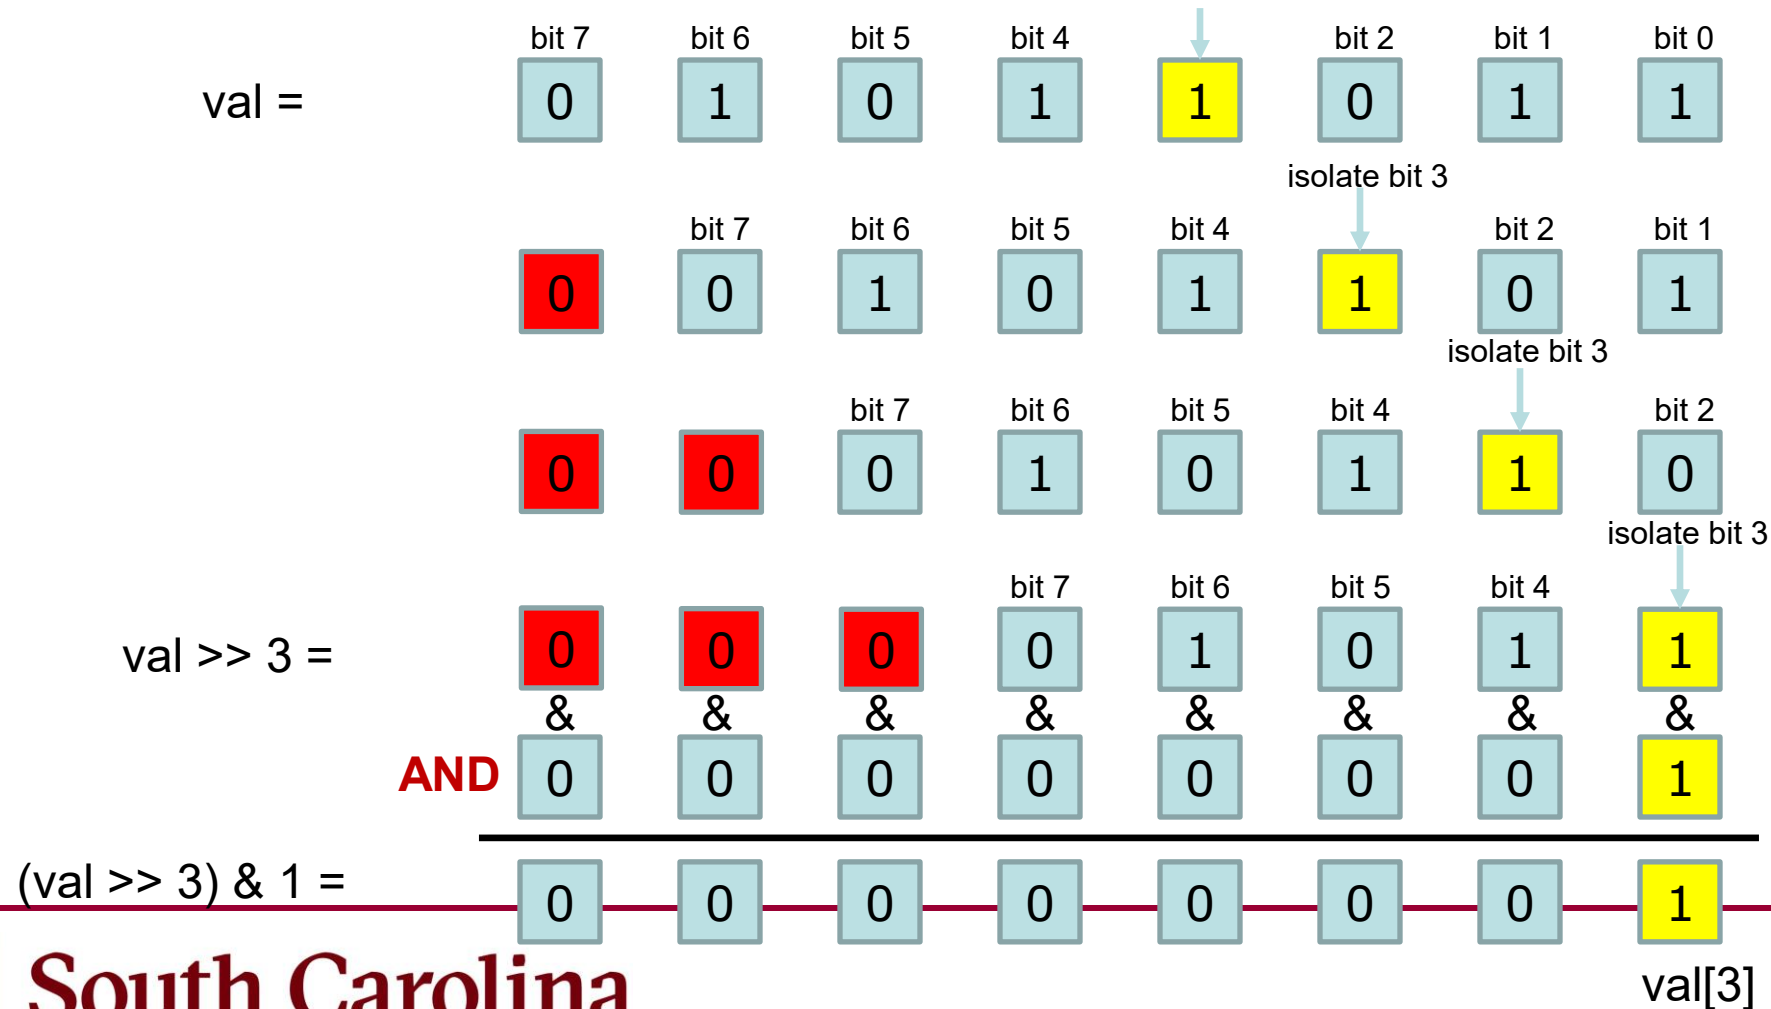 bit 7 bit 6 bit 5 bit 4 bit 2 bit 1 bit 0
val = 0 1 0 1 1 0 1 1
isolate bit 3
bit 7 bit 6 bit 5 bit 4 bit 2 bit 1
0 0 1 0 1 1 0 1
isolate bit 3
bit 7 bit 6 bit 5 bit 4 bit 2
0 0 0 1 0 1 1 0
isolate bit 3
bit 7 bit 6 bit 5 bit 4
val >> 3 = 0 0 0 0 1 0 1 1
& & & & & & & &
AND 0 0 0 0 0 0 0 1
(val >> 3) & 1 = 0 0 0 0 0 0 0 1
South Carolina
val[3]